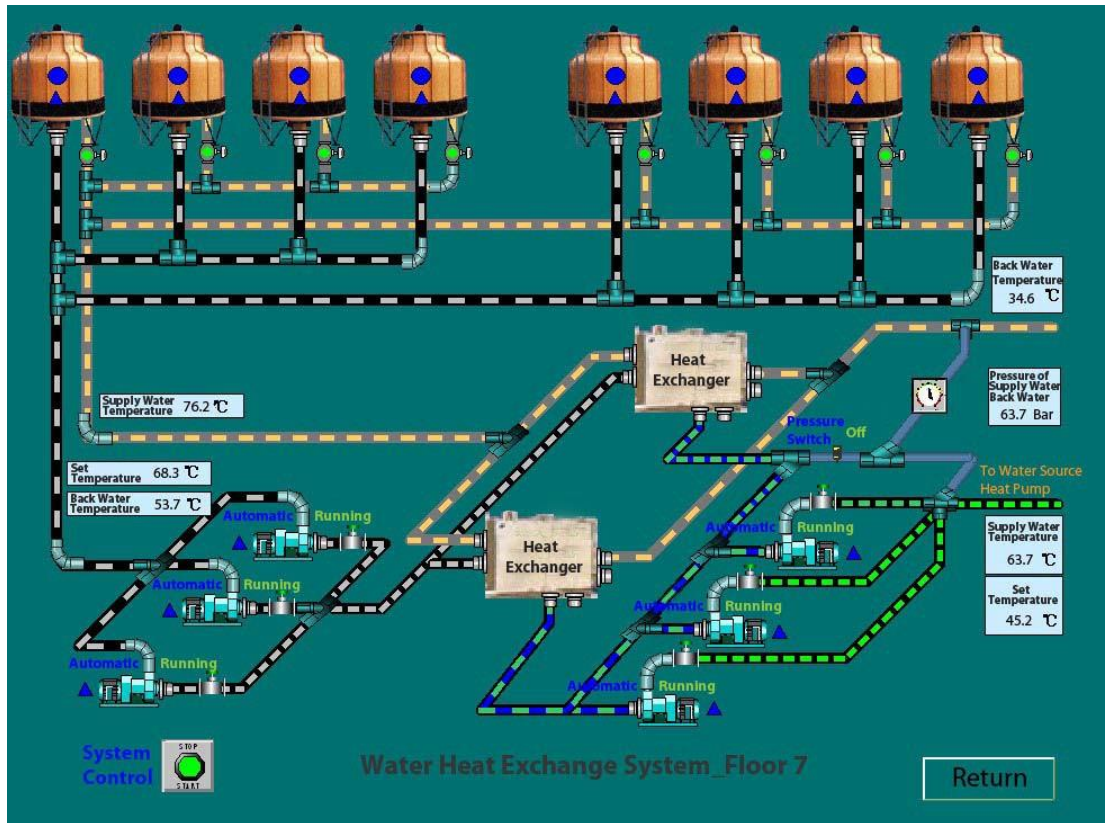 Back Water
Temperature
34.6 ℃
Heat
Exchanger
Pressure of
Supply Water
Back Water
63.7 Bar
Supply Water
Temperature
76.2 ℃
Pressure
Switch
Off
Set
Temperature
68.3 ℃
Back Water
Temperature
53.7 ℃
To Water Source
Heat Pump
Automatic
Running
Automatic
Running
Heat
Exchanger
Supply Water
Temperature
63.7 ℃
Automatic
Running
Automatic
Running
Set
Temperature
45.2 ℃
Automatic
Running
Automatic
Running
System
Control
STOP
START
Water Heat Exchange System_Floor 7
Return